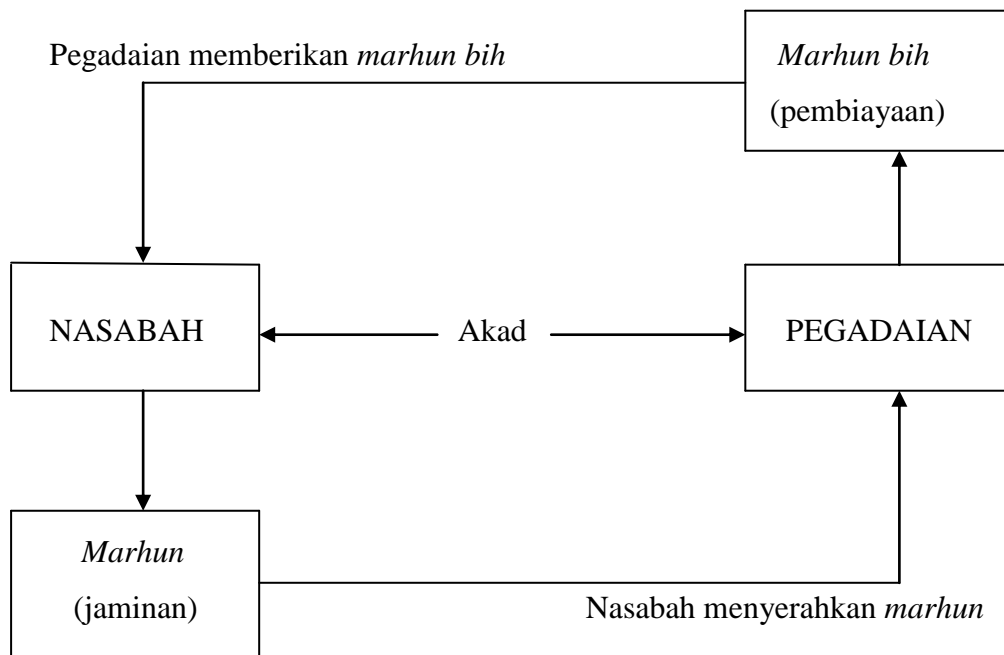 Pegadaian memberikan marhun bih
Marhun bih
(pembiayaan)
NASABAH
Akad
PEGADAIAN
Marhun
(jaminan)
Nasabah menyerahkan marhun